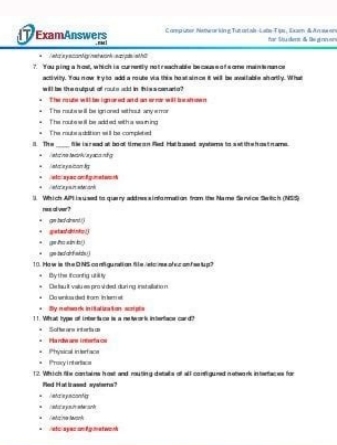 IT ExamAnswers
.net
Computer Networking Tutorials Labs Tips, Exam & Answers
for Student & Beginners
/etc/sysconfig/network-scripts/eth0
7. You ping a host, which is currently not reachable because of some maintenance
activity. You now try to add a route via this host since it will be available shortly. What
will be the output of route add in this scenario?
• The route will be ignored and an error will be shown
• The route will be ignored without any error
• The route will be added with a warning
• The route addition will be completed
8. The ____ file is read at boot time on Red Hat based systems to set the host name.
• /etc/network/sysconfig
• /etc/sysconfig
• /etc/sysconfig/network
• /etc/sys/network
9. Which API is used to query address information from the Name Service Switch (NSS)
resolver?
• getaddrent()
• getaddrinfo()
• gethostinfo()
• getaddrfields()
10. How is the DNS configuration file /etc/resolv.conf setup?
• By the ifconfig utility
• Default values provided during installation
• Downloaded from Internet
• By network initialization scripts
11. What type of interface is a network interface card?
• Software interface
• Hardware interface
• Physical interface
• Proxy interface
12. Which file contains host and routing details of all configured network interfaces for
Red Hat based systems?
• /etc/sysconfig
• /etc/sys/network
• /etc/network
• /etc/sysconfig/network